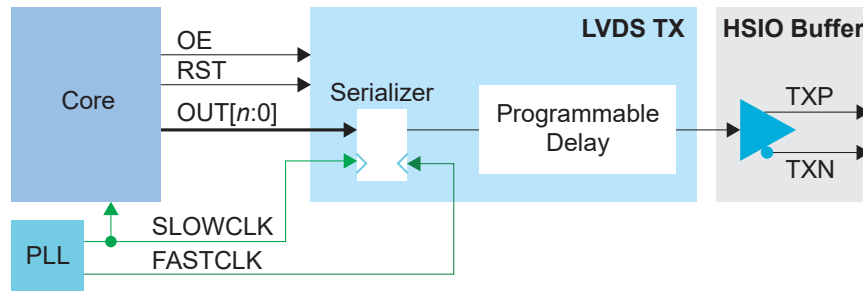 OE
LVDS TX
HSIO Buffer
RST
Core
Serializer
OUT[n:0]
Programmable
Delay
TXP
TXN
SLOWCLK
PLL
FASTCLK